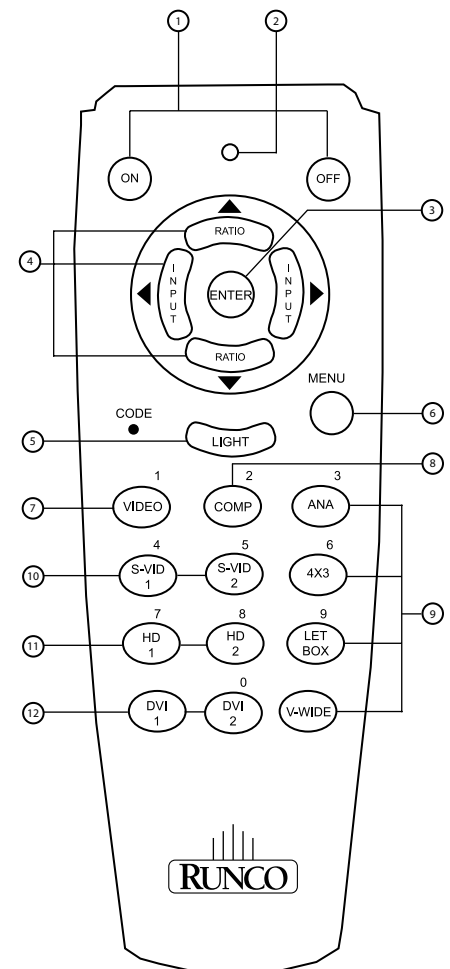 1 2
ON OFF
3
RATIO
4
INPUT ENTER INPUT
RATIO
MENU
CODE
6
5 LIGHT
8
1 2 3
7 VIDEO COMP ANA
4 5 6
10 S-VID 1 S-VID 2 4X3
9
7 8 9
11 HD 1 HD 2 LET BOX
0
12 DVI 1 DVI 2 V-WIDE
RUNCO